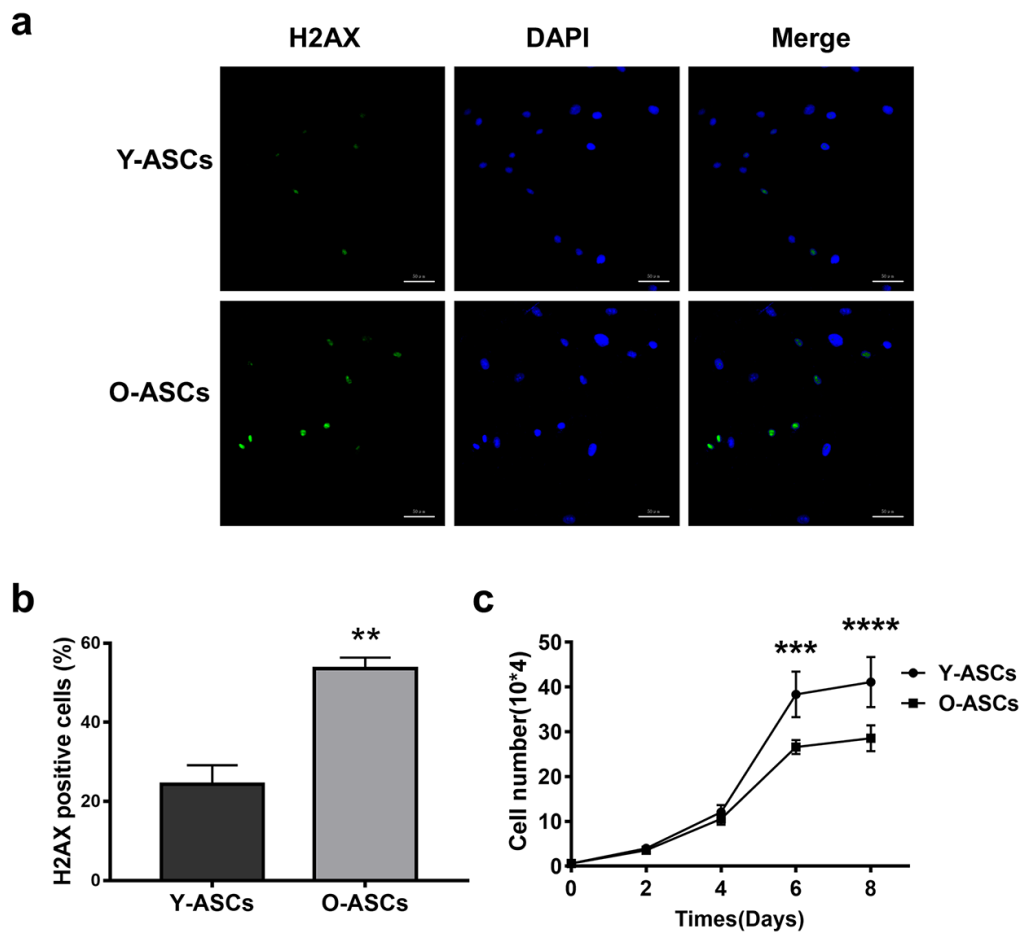 a
H2AX DAPI Merge
Y-ASCs
O-ASCs
b
H2AX positive cells (%)
60
**
40
20
0
Y-ASCs O-ASCs
c
Cell number(10*4)
50
40
30
20
10
0
*** ****
Y-ASCs
O-ASCs
0 2 4 6 8
Times(Days)